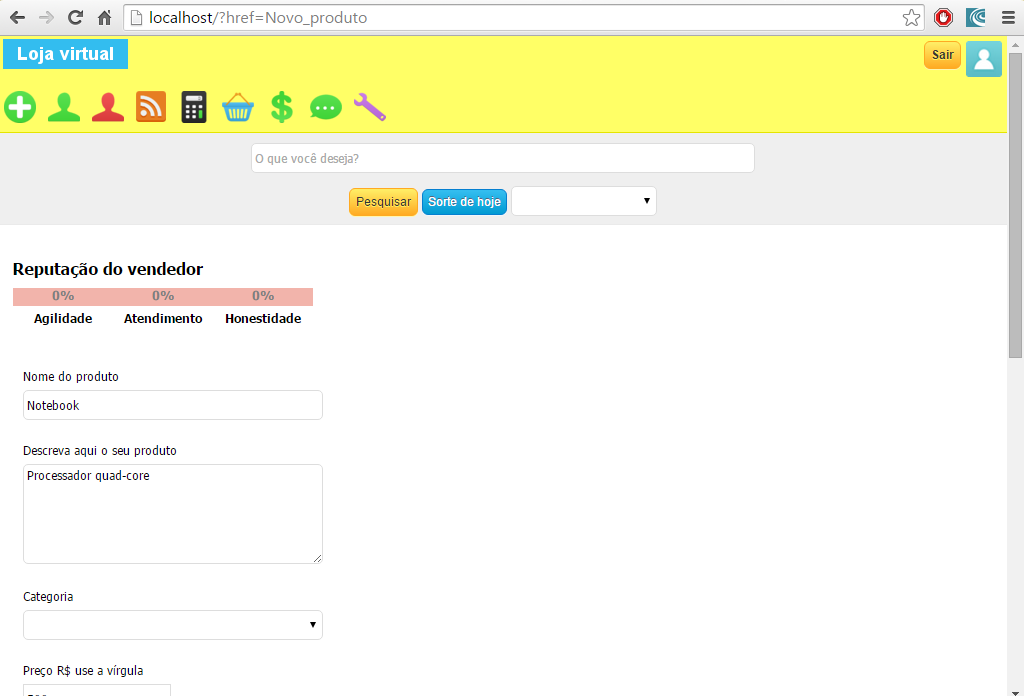 localhost/?href=Novo_produto
Loja virtual
Sair
$
O que você deseja?
Pesquisar Sorte de hoje
Reputação do vendedor
0% 0% 0%
Agilidade Atendimento Honestidade
Nome do produto
Notebook
Descreva aqui o seu produto
Processador quad-core
Categoria
Preço R$ use a vírgula